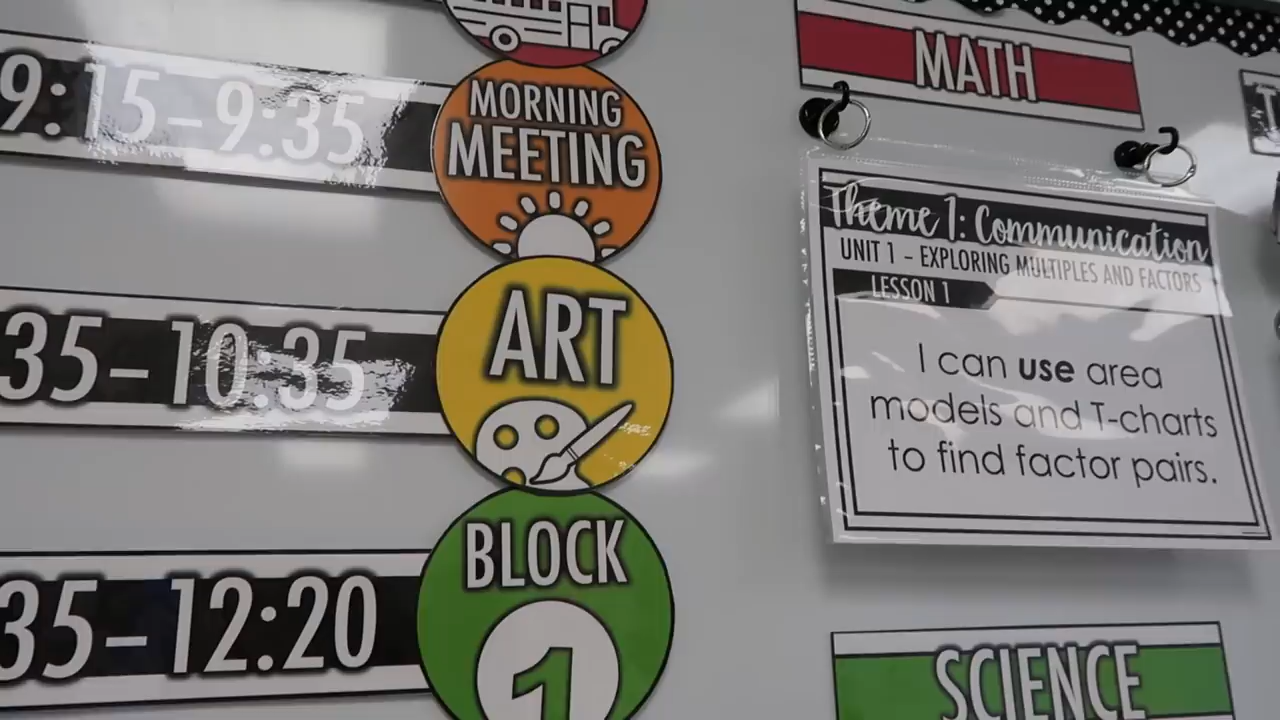 9:15-9:35
MORNING
MEETING
35-10:35
ART
35-12:20
BLOCK
1
MATH
Theme 1: Communication
UNIT 1 - EXPLORING MULTIPLES AND FACTORS
LESSON 1
I can use area
models and T-charts
to find factor pairs.
SCIENCE
T